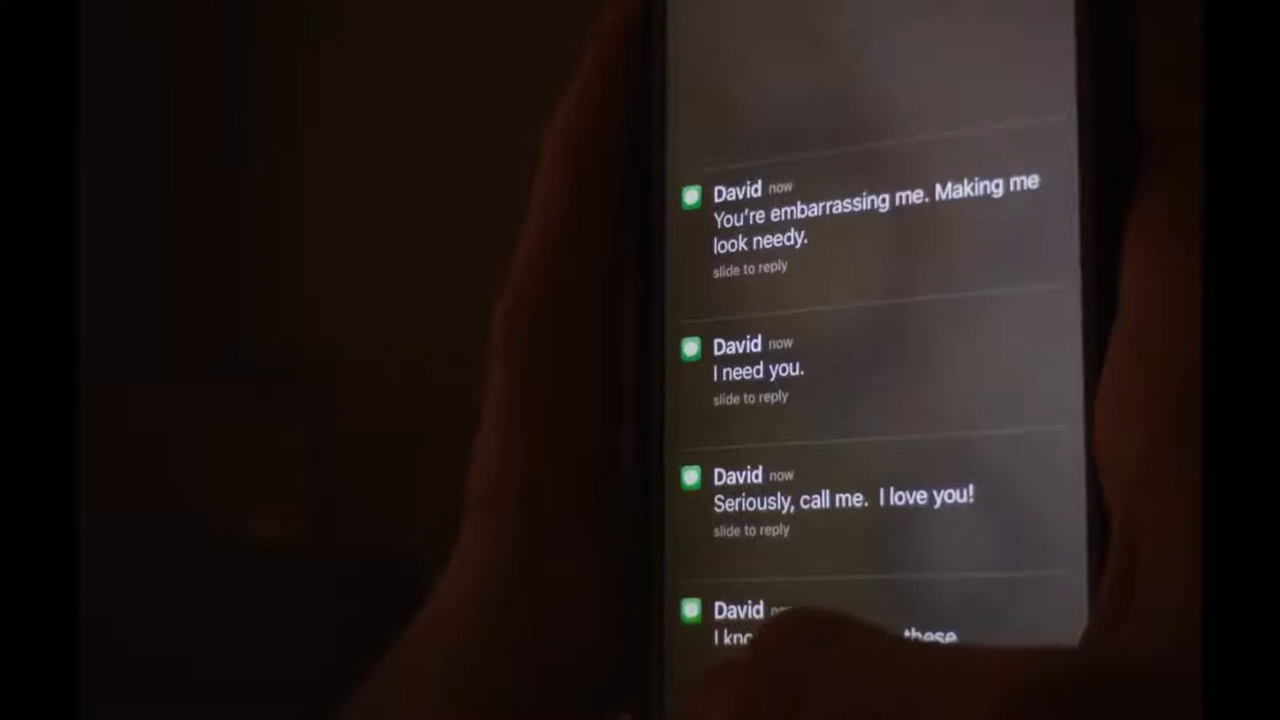 David now
You're embarrassing me. Making me
look needy.
slide to reply
David now
I need you.
slide to reply
David now
Seriously, call me.  I love you!
slide to reply
David
I these